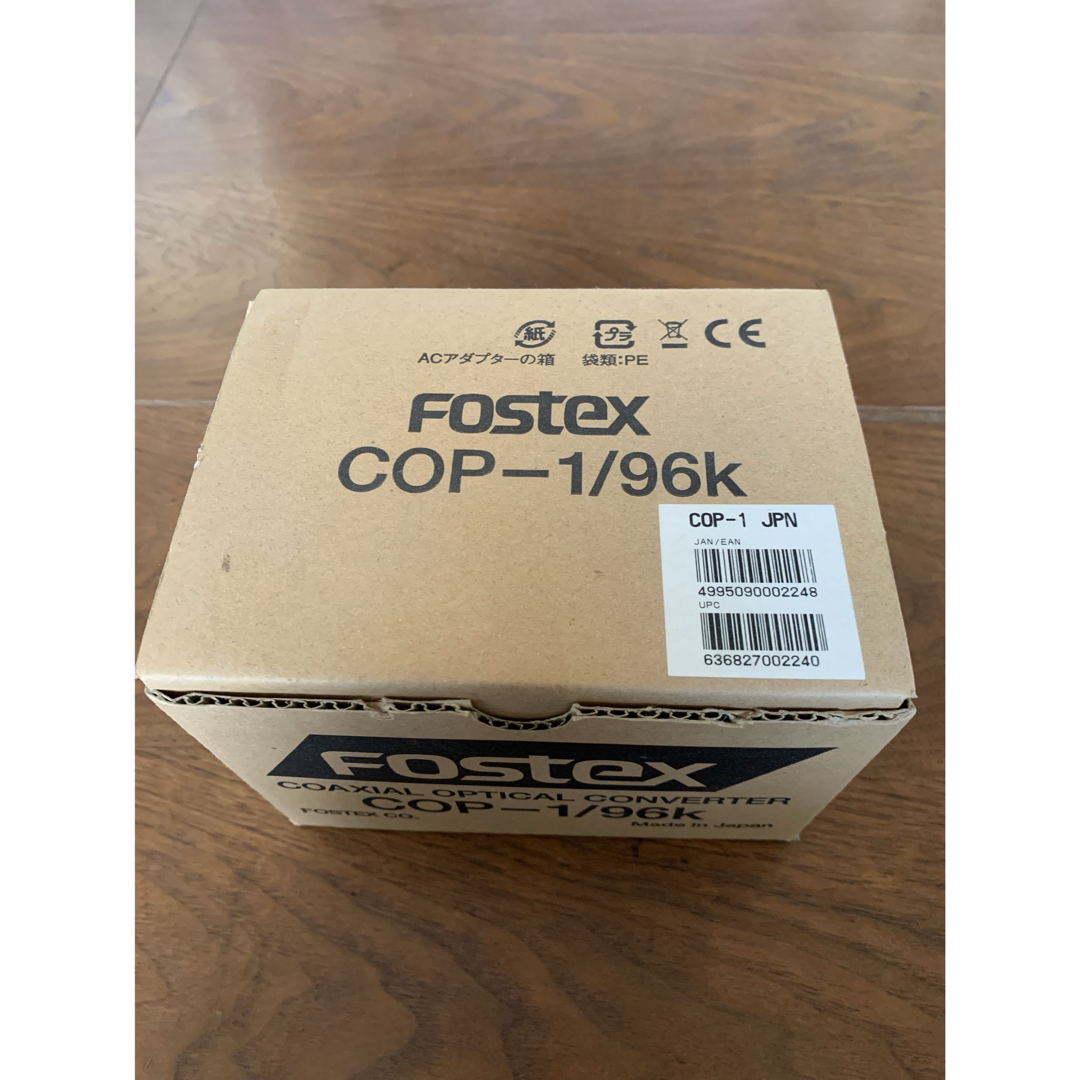 紙 プラ CE
ACアダプターの箱 袋類:PE
FOSTEX
COP-1/96k
COP-1 JPN
JAN/EAN
4995090002248
UPC
636827002240
FOSTEX
COAXIAL OPTICAL CONVERTER
COP-1/96k
FOSTEX CO.
Made in Japan